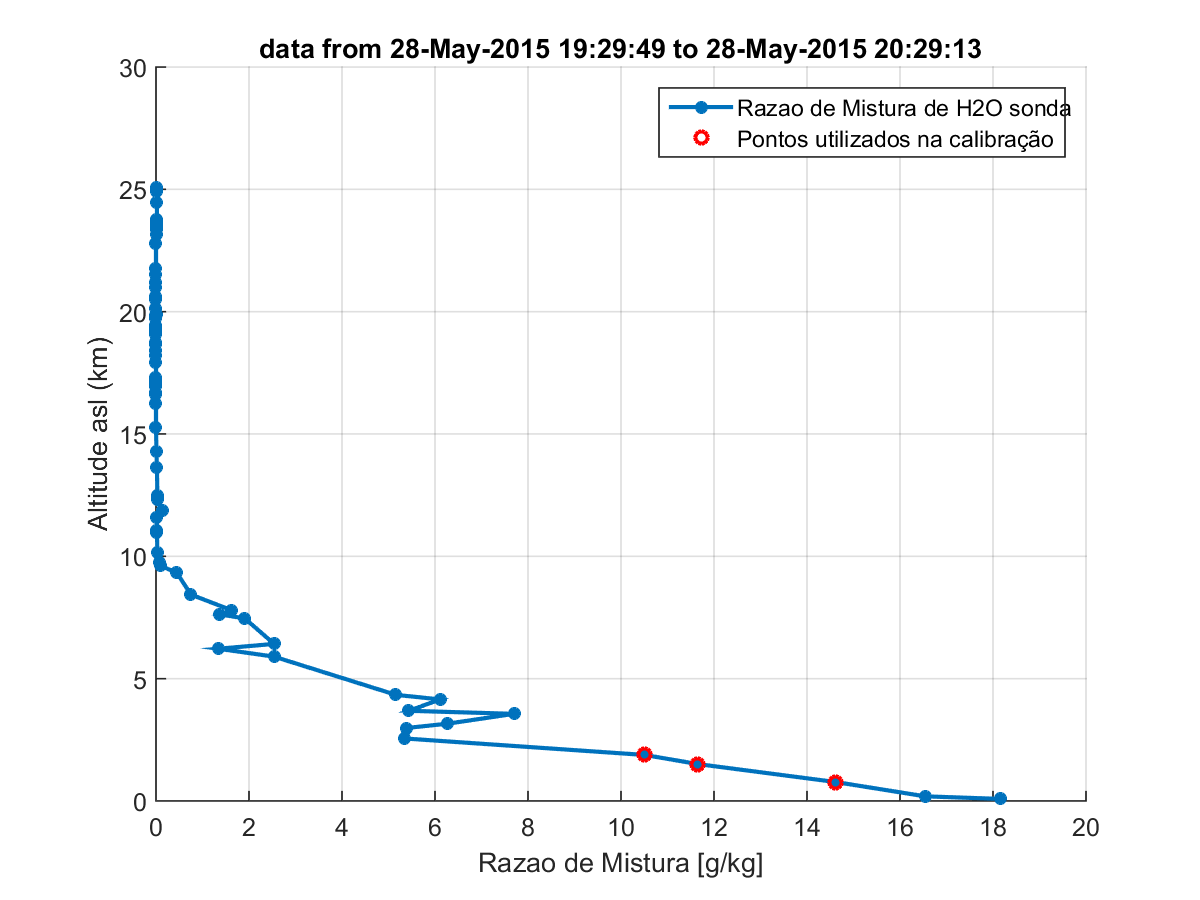 data from 28-May-2015 19:29:49 to 28-May-2015 20:29:13
30
25
20
15
10
5
0
Altitude asl (km)
Razao de Mistura de H2O sonda
Pontos utilizados na calibração
0 2 4 6 8 10 12 14 16 18 20
Razao de Mistura [g/kg]